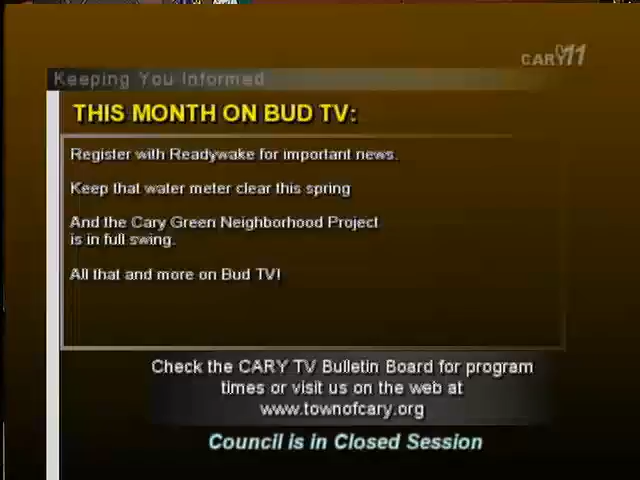 CARY 11
Keeping You Informed
THIS MONTH ON BUD TV:
Register with Readywake for important news.
Keep that water meter clear this spring
And the Cary Green Neighborhood Project
is in full swing.
All that and more on Bud TV!
Check the CARY TV Bulletin Board for program
times or visit us on the web at
www.townofcary.org
Council is in Closed Session